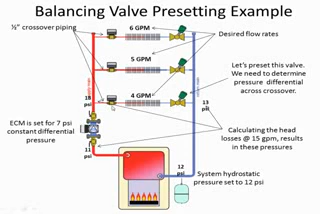 Balancing Valve Presetting Example
½" crossover piping
6 GPM
Desired flow rates
5 GPM
Let's preset this valve.
We need to determine
pressure differential
across crossover.
4 GPM
18
psi
13
psi
ECM is set for 7 psi
constant differential
pressure
Calculating the head
losses @ 15 gpm, results
in these pressures
11
psi
12
psi
System hydrostatic
pressure set to 12 psi